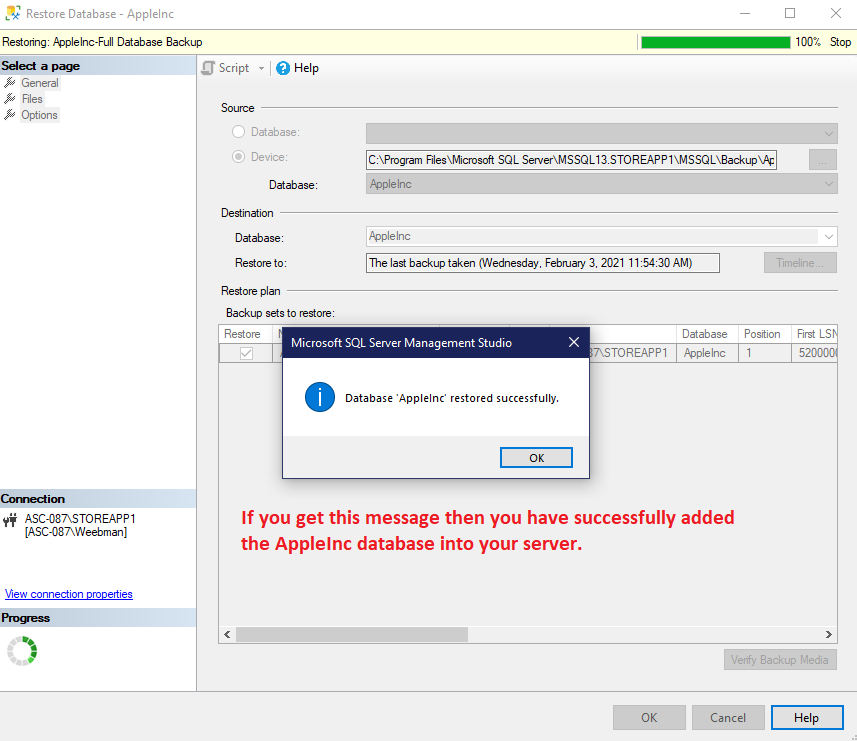 Restore Database - AppleInc
Restoring: AppleInc-Full Database Backup
100% Stop
Select a page
General
Files
Options
Script
Help
Source
Database:
Device:
C:\Program Files\Microsoft SQL Server\MSSQL13.STOREAPP1\MSSQL\Backup\Ap
...
Database:
AppleInc
Destination
Database:
AppleInc
Restore to:
The last backup taken (Wednesday, February 3, 2021 11:54:30 AM)
Timeline...
Restore plan
Backup sets to restore:
Restore Database Position First LSN
87\STOREAPP1 AppleInc 1 5200000
Microsoft SQL Server Management Studio
Database 'AppleInc' restored successfully.
OK
If you get this message then you have successfully added
the AppleInc database into your server.
Connection
ASC-087\STOREAPP1
[ASC-087\Weebman]
View connection properties
Progress
Verify Backup Media
OK
Cancel
Help